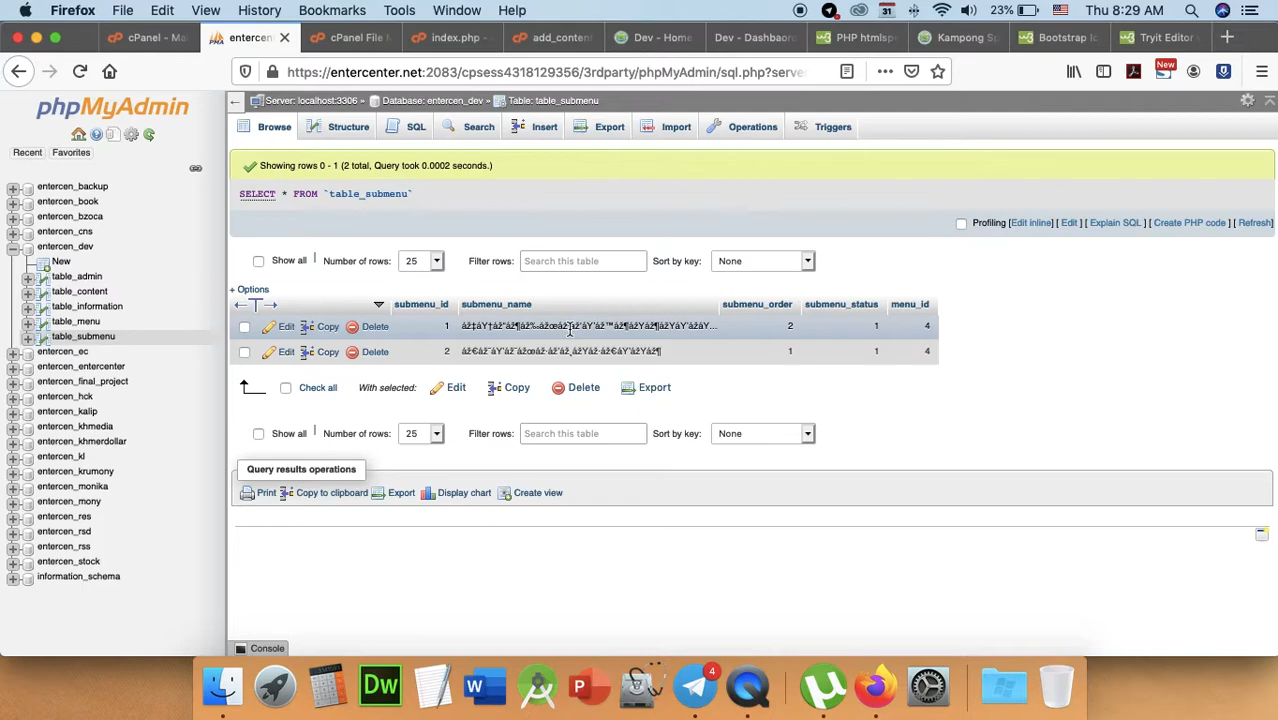 Firefox File Edit View History Bookmarks Tools Window Help 31 23% Thu 8:29 AM
cPanel - Ma entercen cPanel File M index.php - add_content Dev - Home Dev - Dashbaord PHP htmlsp Kampong Sp Bootstrap Ic Tryit Editor
https://entercenter.net:2083/cpsess4318129356/3rdparty/phpMyAdmin/sql.php?server New
phpMyAdmin
Recent Favorites
entercen_backup
entercen_book
entercen_bzoca
entercen_cns
entercen_dev
New
table_admin
table_content
table_information
table_menu
table_submenu
entercen_ec
entercen_entercenter
entercen_final_project
entercen_hck
entercen_kalip
entercen_khmedia
entercen_khmerdollar
entercen_kl
entercen_krumony
entercen_monika
entercen_mony
entercen_res
entercen_rsd
entercen_rss
entercen_stock
information_schema
Server: localhost:3306 » Database: entercen_dev » Table: table_submenu
Browse Structure SQL Search Insert Export Import Operations Triggers
Showing rows 0 - 1 (2 total, Query took 0.0002 seconds.)
SELECT * FROM `table_submenu`
Profiling [Edit inline] [ Edit ] [ Explain SQL ] [ Create PHP code ] [ Refresh]
Show all Number of rows: 25 Filter rows: Search this table Sort by key: None
+ Options
submenu_id submenu_name submenu_order submenu_status menu_id
Edit Copy Delete 1 2 1 4
Edit Copy Delete 2 1 1 4
Check all With selected: Edit Copy Delete Export
Show all Number of rows: 25 Filter rows: Search this table Sort by key: None
Query results operations
Print Copy to clipboard Export Display chart Create view
Console
Dw W P 4